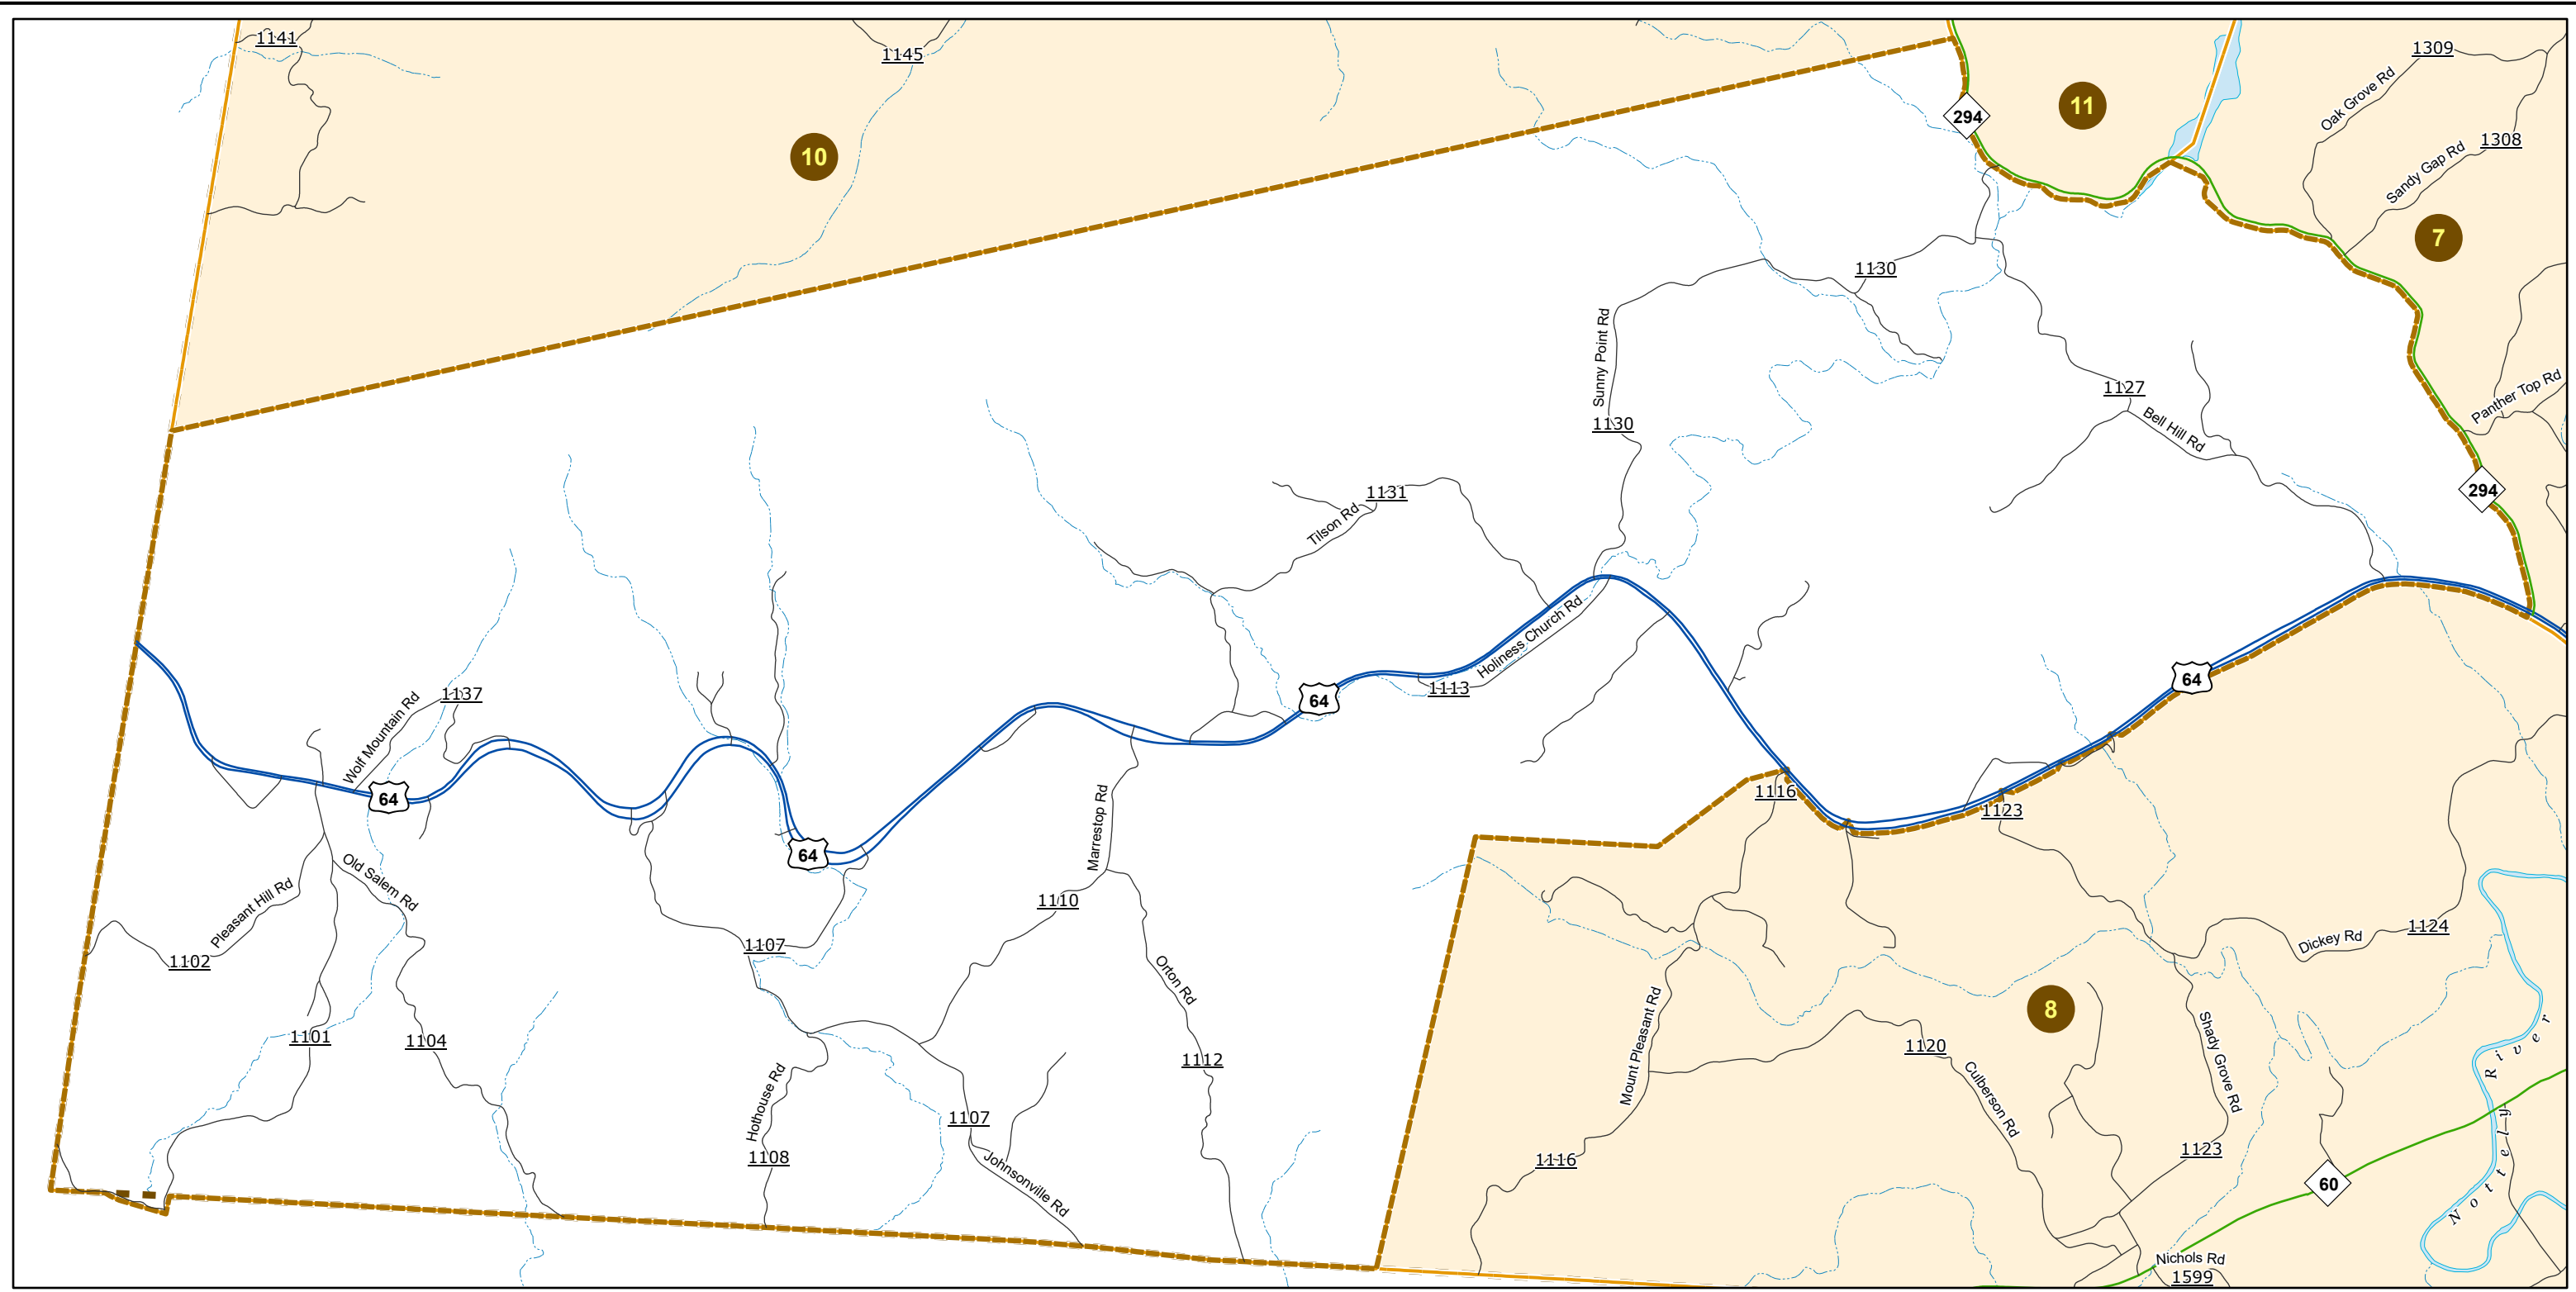 1141
1145
1309
Oak Grove Rd
11
294
1308
Sandy Gap Rd
10
7
1130
Sunny Point Rd
1130
1127
Bell Hill Rd
Panther Top Rd
294
1131
Tilson Rd
Holiness Church Rd
1113
64
64
1137
Wolf Mountain Rd
64
64
1116
1123
Marrestop Rd
Old Salem Rd
Pleasant Hill Rd
1102
1110
1107
Orton Rd
1124
Dickey Rd
1101
1104
1112
Mount Pleasant Rd
8
1120
Culberson Rd
Shady Grove Rd
Hothouse Rd
1107
1108
Johnsonville Rd
1116
1123
60
Nottely River
Nichols Rd
1599